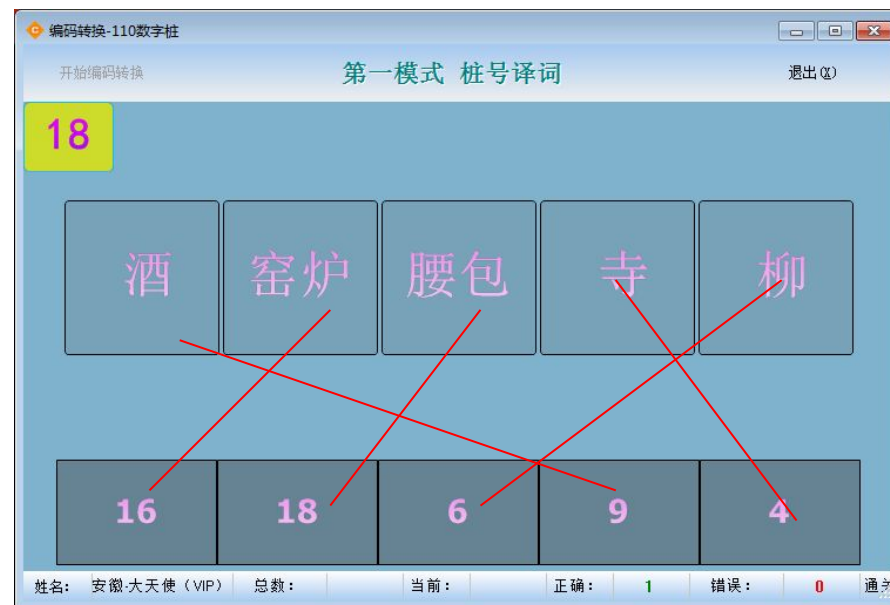 编码转换-110数字桩
开始编码转换 第一模式 桩号译词 退出(X)
18
酒 窑炉 腰包 寺 柳
16 18 6 9 4
姓名： 安徽-大天使（VIP） 总数： 当前： 正确： 1 错误： 0 通关